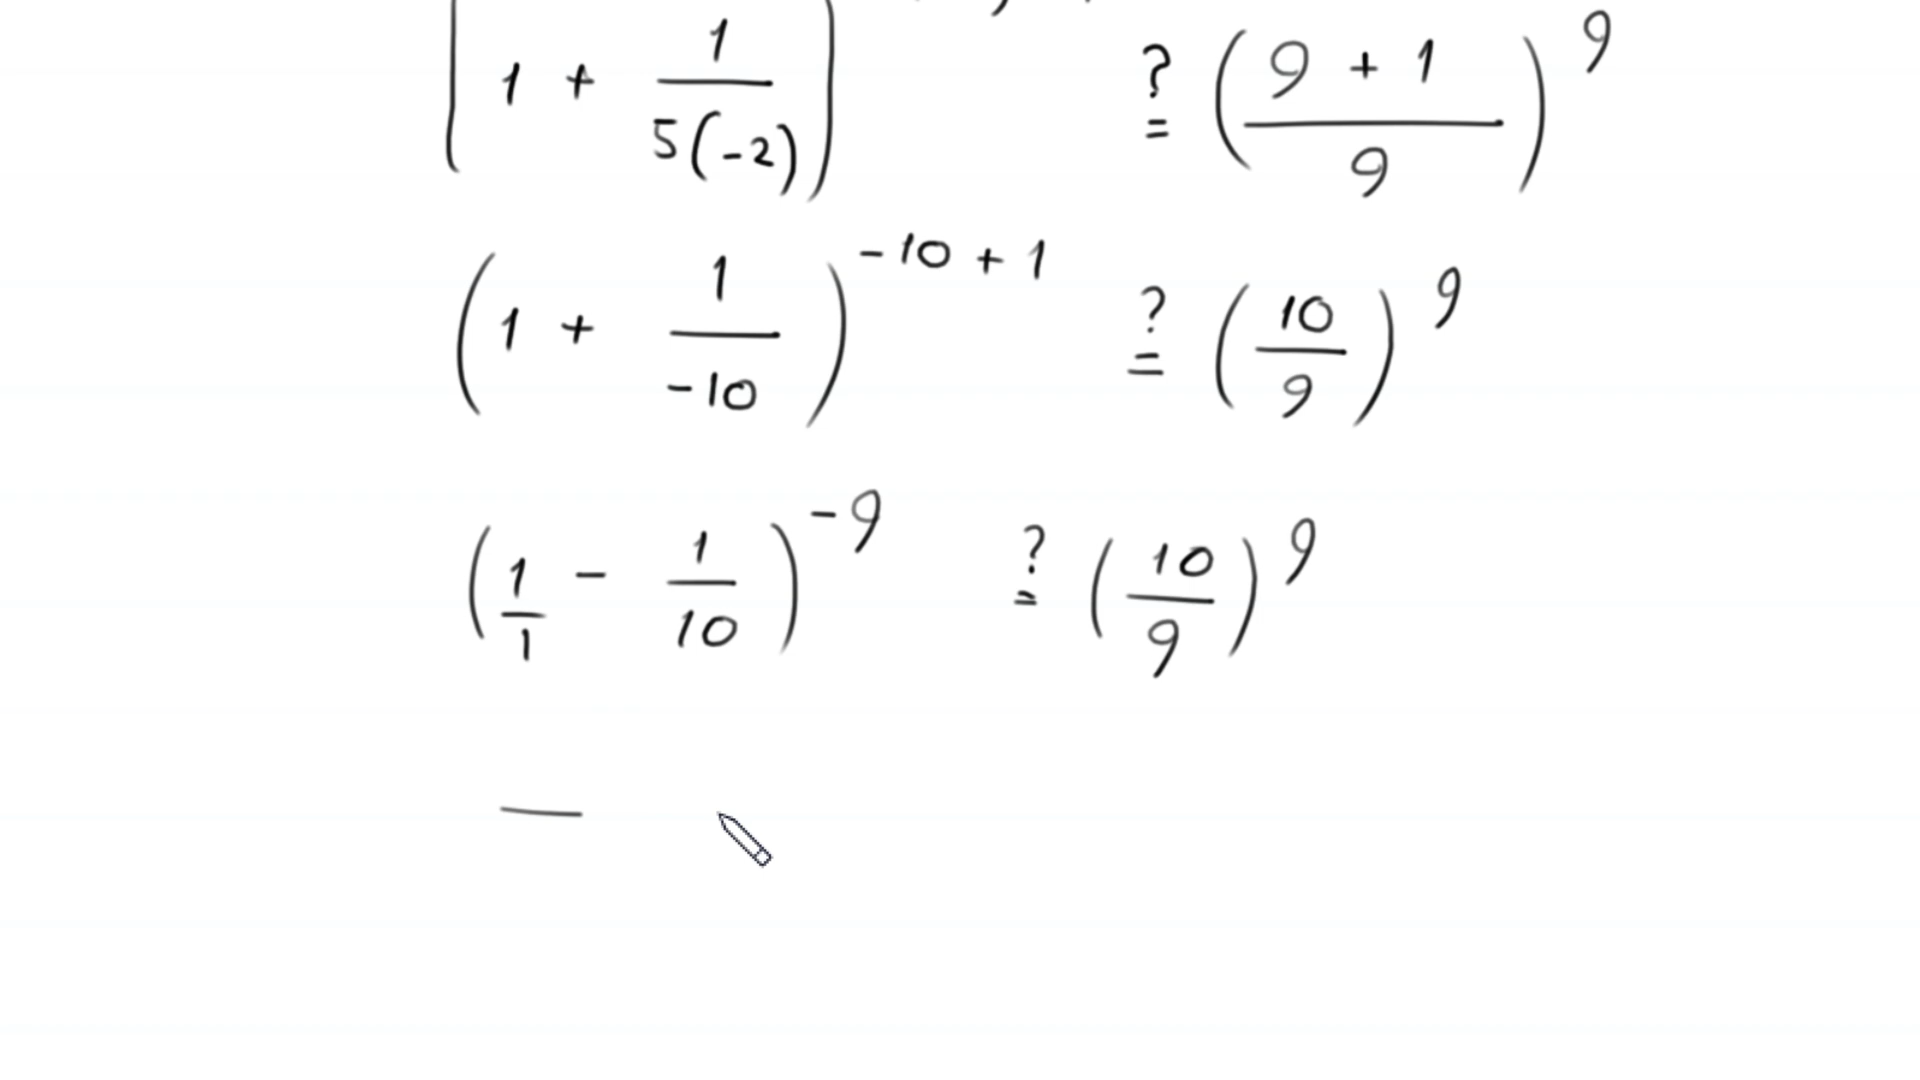 (1 + 1/(5(-2))) ?= ((9 + 1)/9)^9
(1 + 1/(-10))^(-10 + 1) ?= (10/9)^9
(1/1 - 1/10)^(-9) ?= (10/9)^9